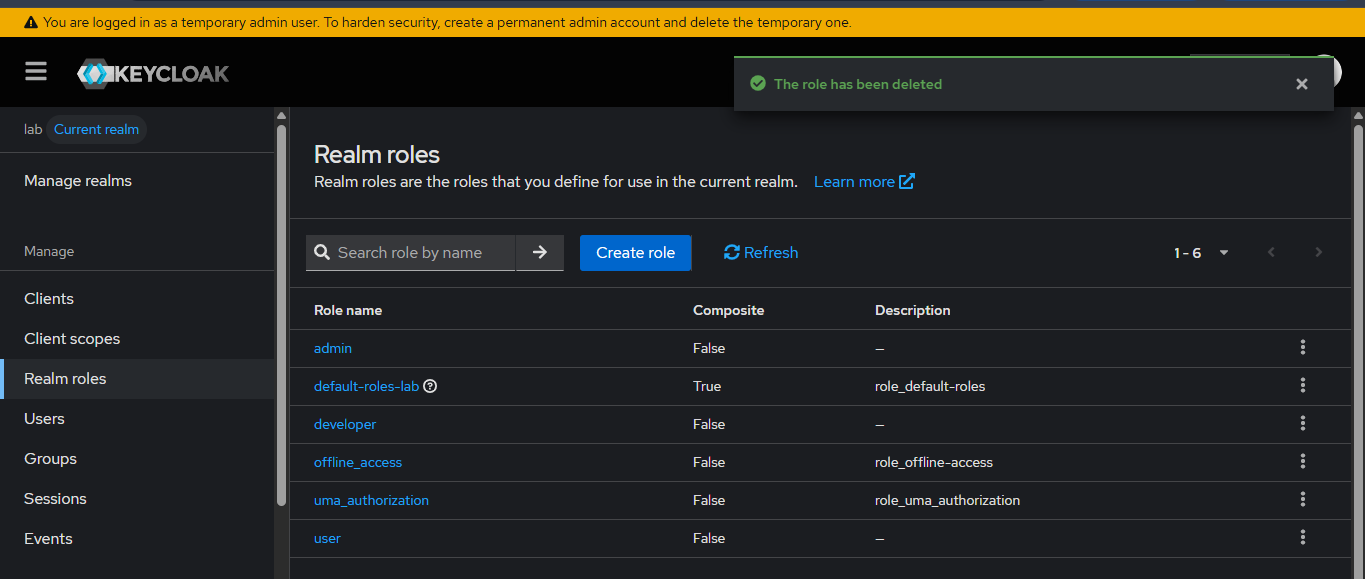 You are logged in as a temporary admin user. To harden security, create a permanent admin account and delete the temporary one.
KEYCLOAK
The role has been deleted
lab Current realm
Manage realms
Manage
Clients
Client scopes
Realm roles
Users
Groups
Sessions
Events
Realm roles
Realm roles are the roles that you define for use in the current realm. Learn more
Search role by name Create role Refresh 1 - 6
Role name Composite Description
admin False –
default-roles-lab True role_default-roles
developer False –
offline_access False role_offline-access
uma_authorization False role_uma_authorization
user False –